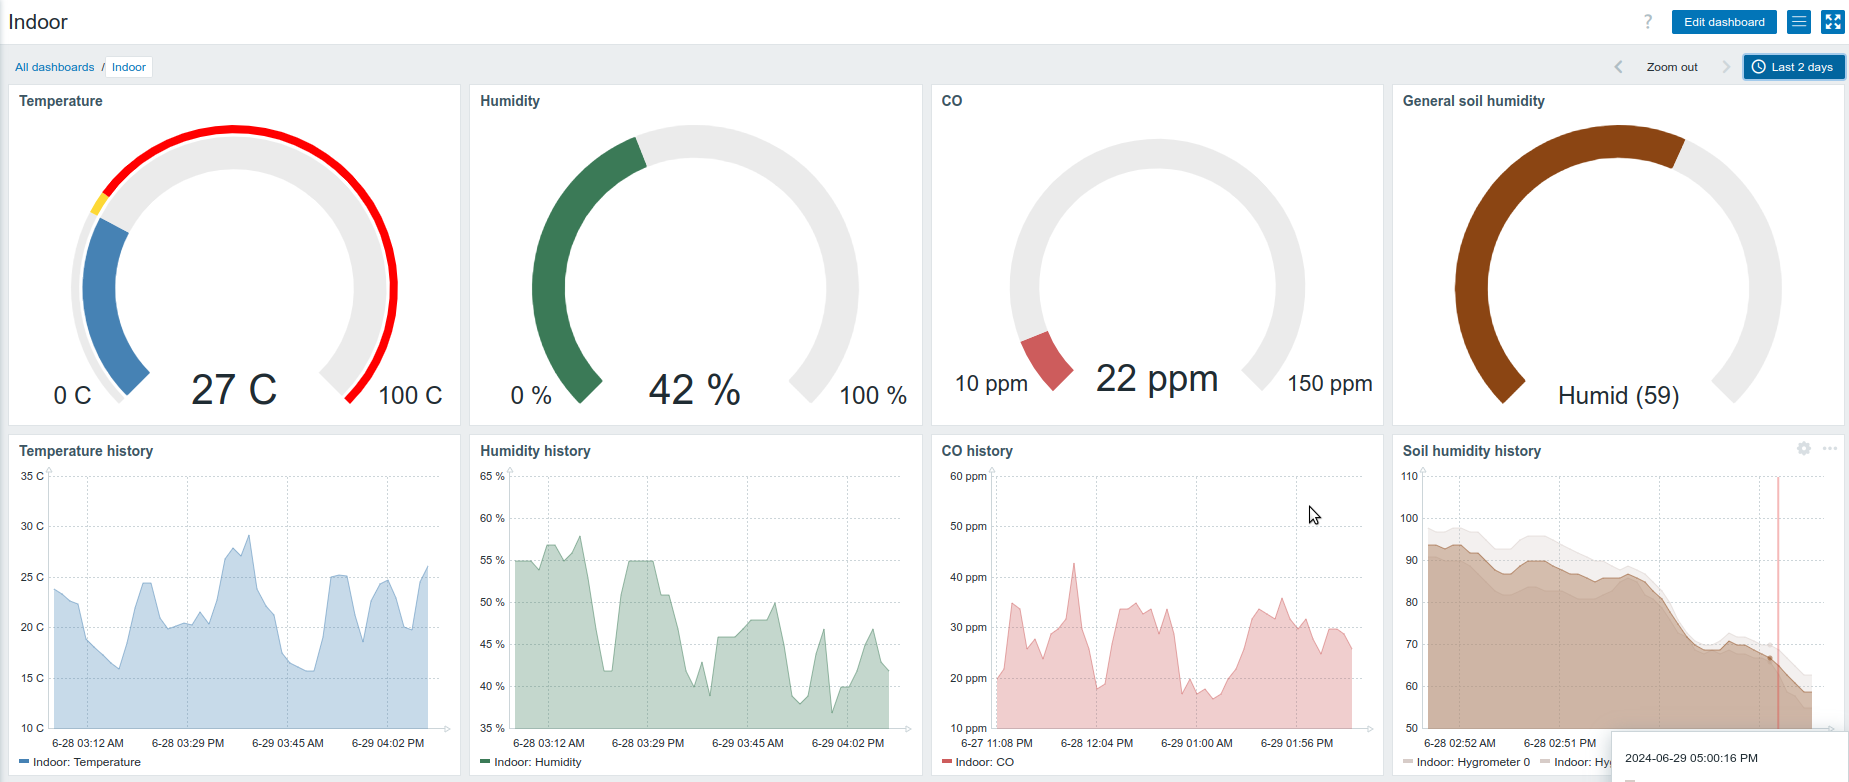 Indoor
? Edit dashboard
All dashboards / Indoor
Zoom out Last 2 days
Temperature
0 C 27 C 100 C
Humidity
0 % 42 % 100 %
CO
10 ppm 22 ppm 150 ppm
General soil humidity
Humid (59)
Temperature history
35 C
30 C
25 C
20 C
15 C
10 C
6-28 03:12 AM 6-28 03:29 PM 6-29 03:45 AM 6-29 04:02 PM
Indoor: Temperature
Humidity history
65 %
60 %
55 %
50 %
45 %
40 %
35 %
6-28 03:12 AM 6-28 03:29 PM 6-29 03:45 AM 6-29 04:02 PM
Indoor: Humidity
CO history
60 ppm
50 ppm
40 ppm
30 ppm
20 ppm
10 ppm
6-27 11:08 PM 6-28 12:04 PM 6-29 01:00 AM 6-29 01:56 PM
Indoor: CO
Soil humidity history
110
100
90
80
70
60
50
6-28 02:52 AM 6-28 02:51 PM
Indoor: Hygrometer 0 Indoor: Hy
2024-06-29 05:00:16 PM